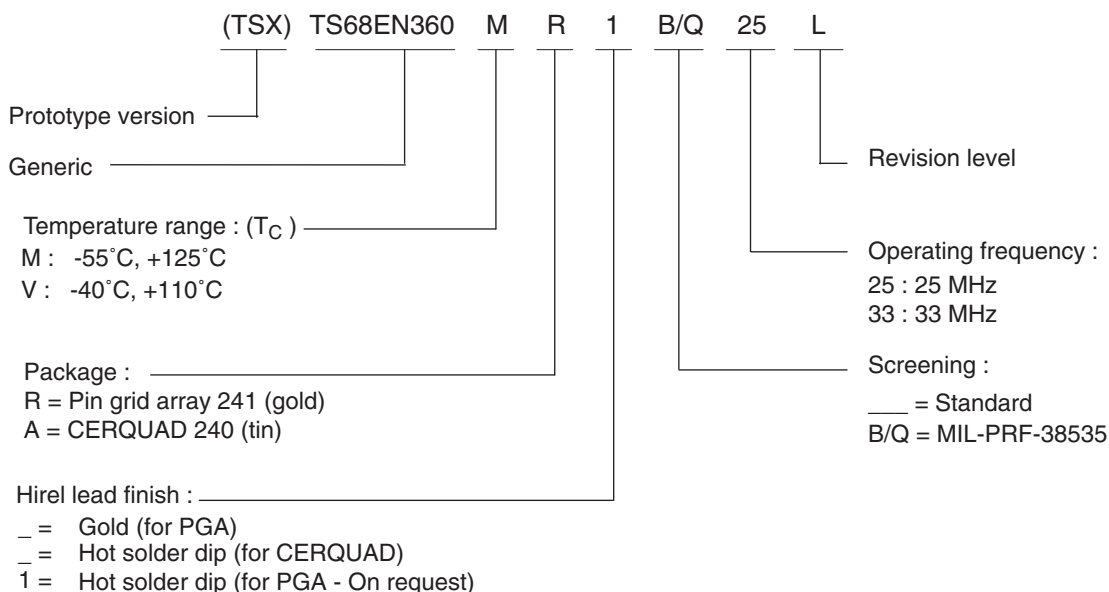 (TSX) TS68EN360 M R 1 B/Q 25 L
Prototype version
Generic
Revision level
Temperature range : (TC )
M : -55˚C, +125˚C
V : -40˚C, +110˚C
Operating frequency :
25 : 25 MHz
33 : 33 MHz
Package :
R = Pin grid array 241 (gold)
A = CERQUAD 240 (tin)
Screening :
___ = Standard
B/Q = MIL-PRF-38535
Hirel lead finish :
_ = Gold (for PGA)
_ = Hot solder dip (for CERQUAD)
1 = Hot solder dip (for PGA - On request)